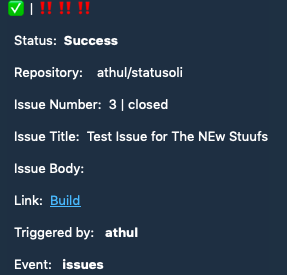 ✅ | ‼️ ‼️ ‼️
Status: Success
Repository: athul/statusoli
Issue Number: 3 | closed
Issue Title: Test Issue for The NEw Stuufs
Issue Body:
Link: Build
Triggered by: athul
Event: issues